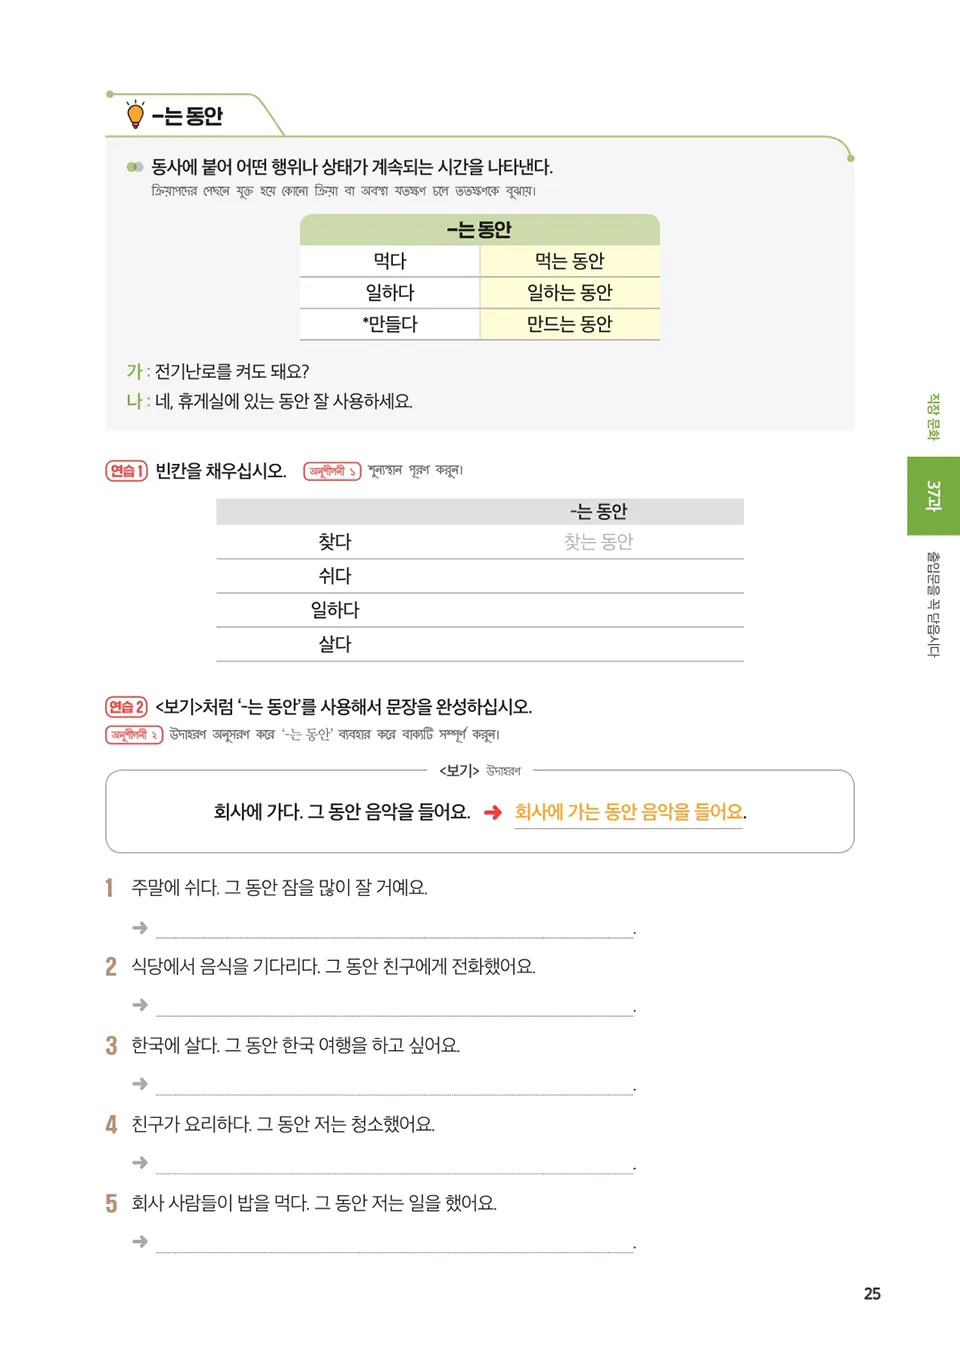 -는 동안
동사에 붙어 어떤 행위나 상태가 계속되는 시간을 나타낸다.
ক্রিয়াপদের পেছনে যুক্ত হয়ে কোনো ক্রিয়া বা অবস্থা যতক্ষণ চলে ততক্ষণকে বুঝায়।
-는 동안
먹다 먹는 동안
일하다 일하는 동안
*만들다 만드는 동안
가 : 전기난로를 켜도 돼요?
나 : 네, 휴게실에 있는 동안 잘 사용하세요.
연습 1 빈칸을 채우십시오. অনুশীলনী ১ শূন্যস্থান পূরণ করুন।
-는 동안
찾다 찾는 동안
쉬다
일하다
살다
연습 2 <보기>처럼 ‘-는 동안’를 사용해서 문장을 완성하십시오.
অনুশীলনী ২ উদাহরণ অনুসরণ করে ‘-는 동안’ ব্যবহার করে বাক্যটি সম্পূর্ণ করুন।
<보기> উদাহরণ
회사에 가다. 그 동안 음악을 들어요. ➜ 회사에 가는 동안 음악을 들어요.
1 주말에 쉬다. 그 동안 잠을 많이 잘 거예요.
➜ .
2 식당에서 음식을 기다리다. 그 동안 친구에게 전화했어요.
➜ .
3 한국에 살다. 그 동안 한국 여행을 하고 싶어요.
➜ .
4 친구가 요리하다. 그 동안 저는 청소했어요.
➜ .
5 회사 사람들이 밥을 먹다. 그 동안 저는 일을 했어요.
➜ .
직장 문화
37과
출입문을 꼭 닫읍시다
25